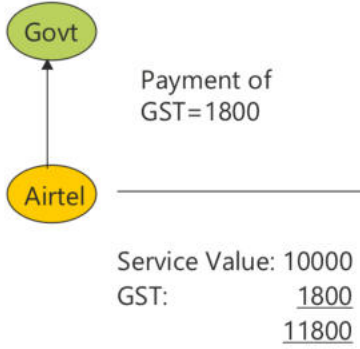 Govt
Payment of
GST=1800
Airtel
Service Value: 10000
GST: 1800
11800